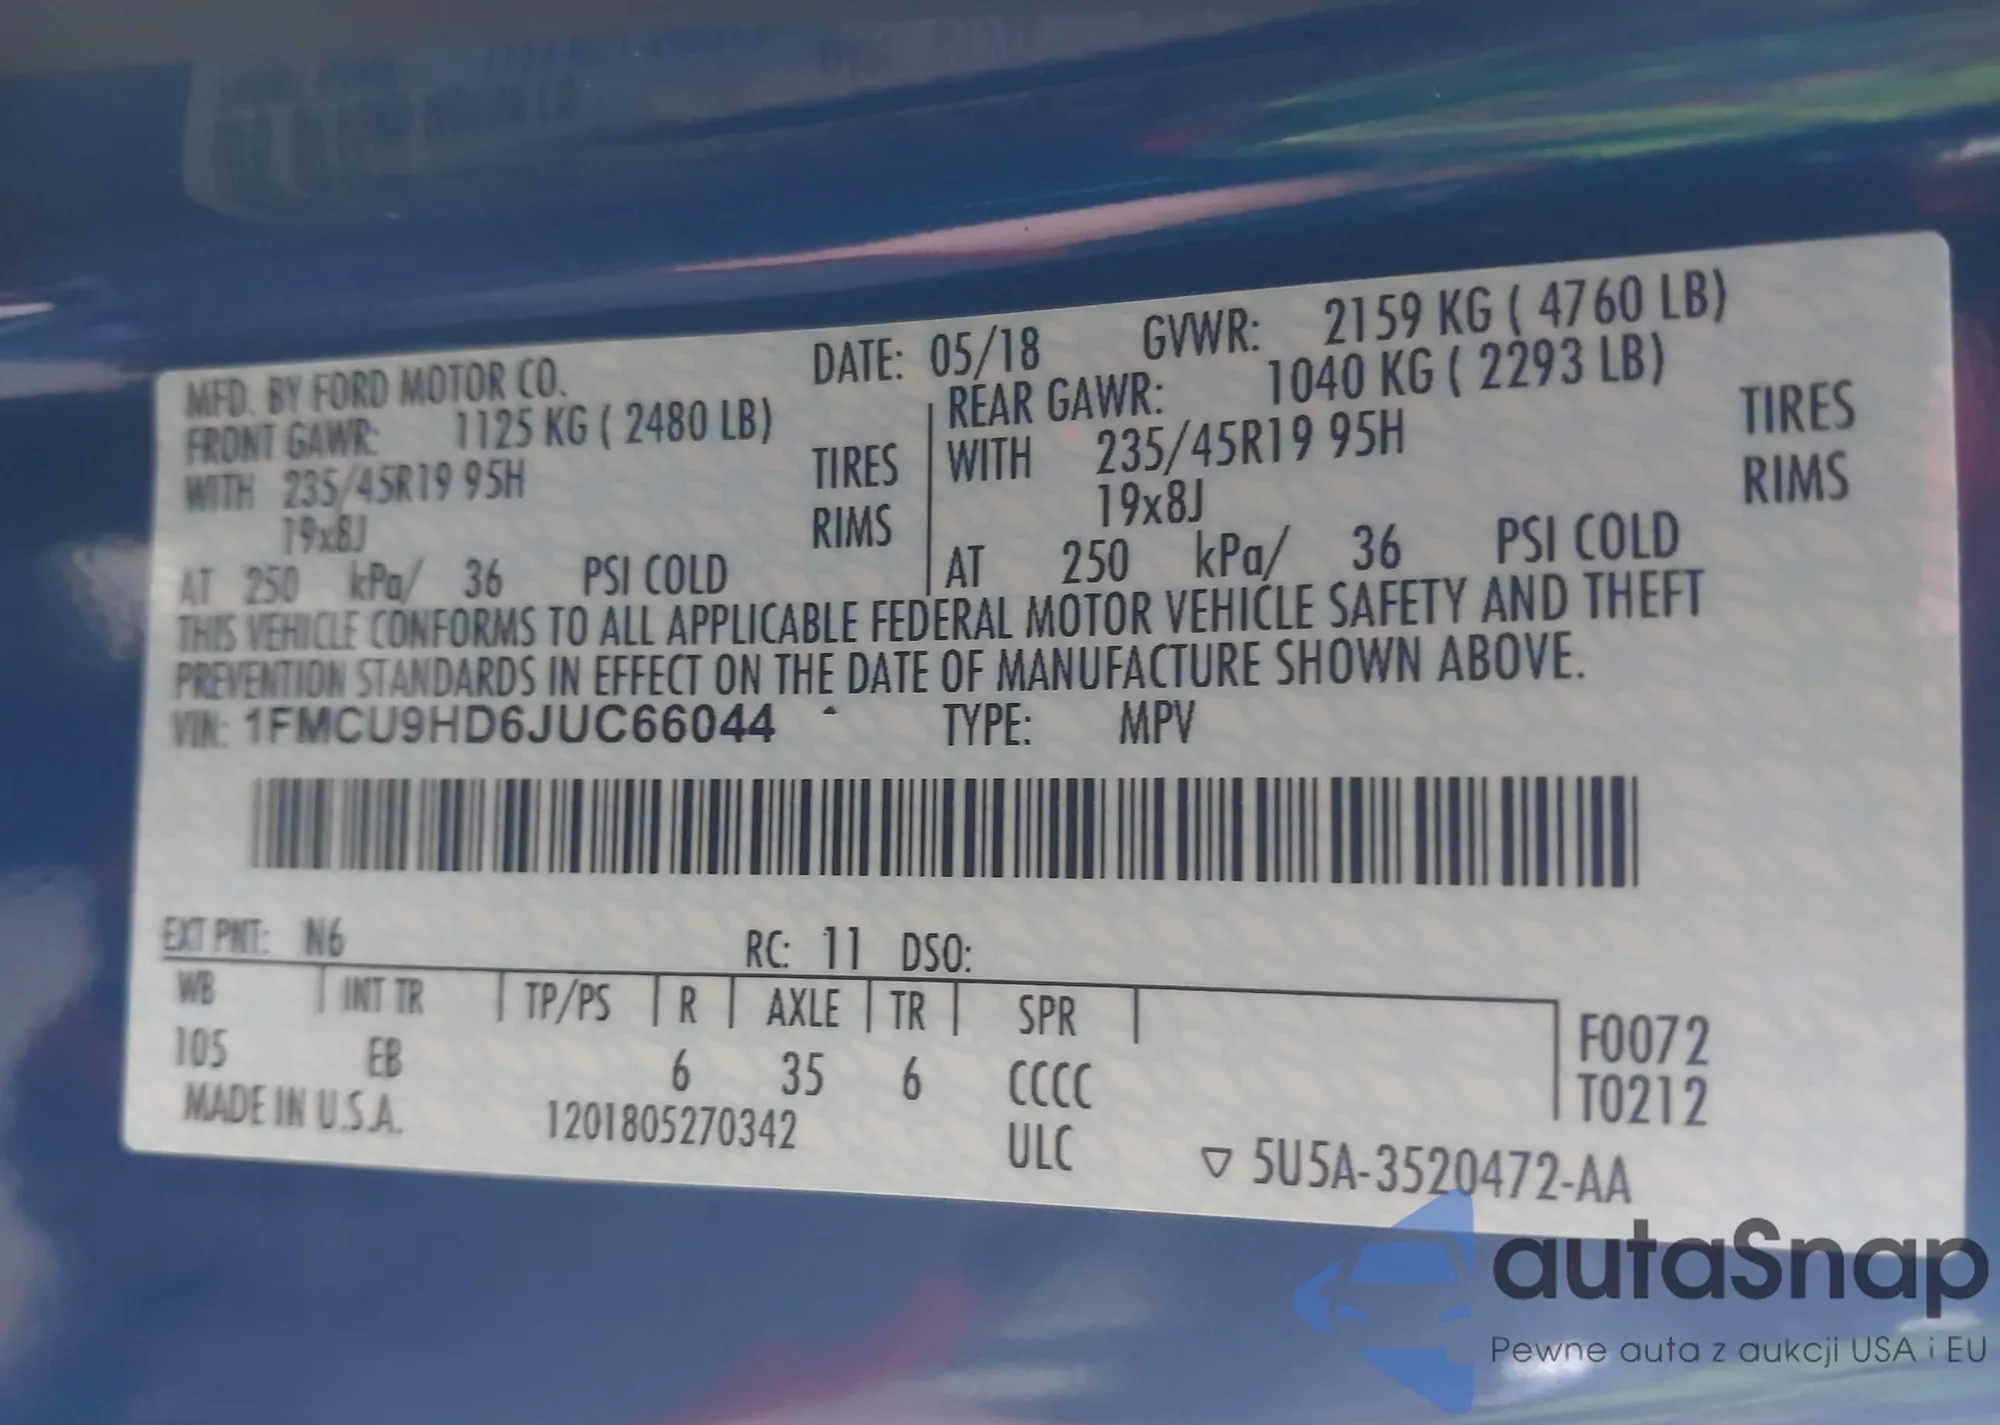 MFD. BY FORD MOTOR CO. DATE: 05/18 GVWR: 2159 KG ( 4760 LB)
FRONT GAWR: 1125 KG ( 2480 LB) REAR GAWR: 1040 KG ( 2293 LB)
WITH 235/45R19 95H TIRES WITH 235/45R19 95H TIRES
19x8J RIMS 19x8J RIMS
AT 250 kPa/ 36 PSI COLD AT 250 kPa/ 36 PSI COLD
THIS VEHICLE CONFORMS TO ALL APPLICABLE FEDERAL MOTOR VEHICLE SAFETY AND THEFT
PREVENTION STANDARDS IN EFFECT ON THE DATE OF MANUFACTURE SHOWN ABOVE.
VIN: 1FMCU9HD6JUC66044 TYPE: MPV
EXT PNT: N6 RC: 11 DSO:
WB INT TR TP/PS R AXLE TR SPR F0072
105 EB 6 35 6 CCCC T0212
MADE IN U.S.A. 1201805270342 ULC ▽ 5U5A-3520472-AA
autaSnap
Pewne auta z aukcji USA i EU